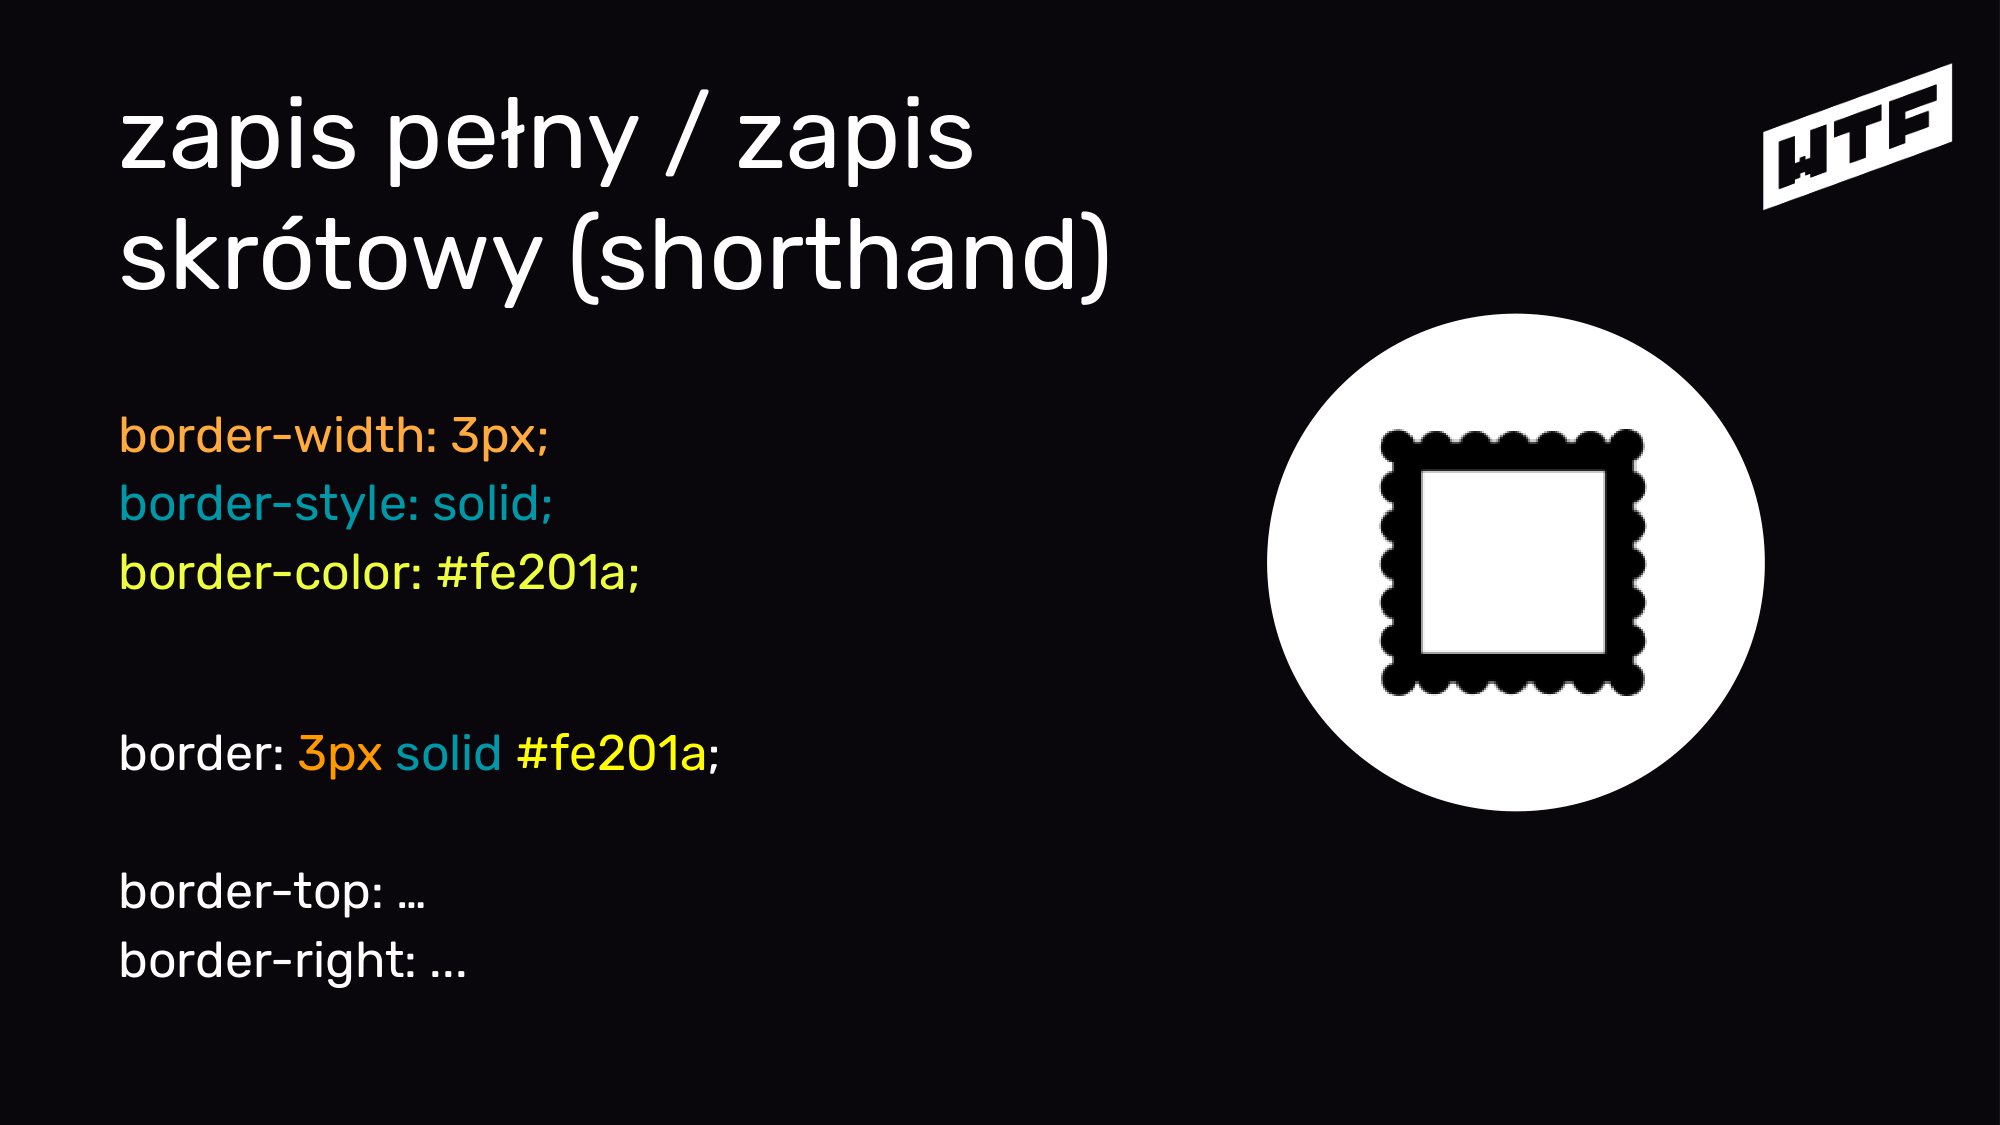 zapis pełny / zapis
skrótowy (shorthand)
WTF
border-width: 3px;
border-style: solid;
border-color: #fe201a;
border: 3px solid #fe201a;
border-top: …
border-right: ...